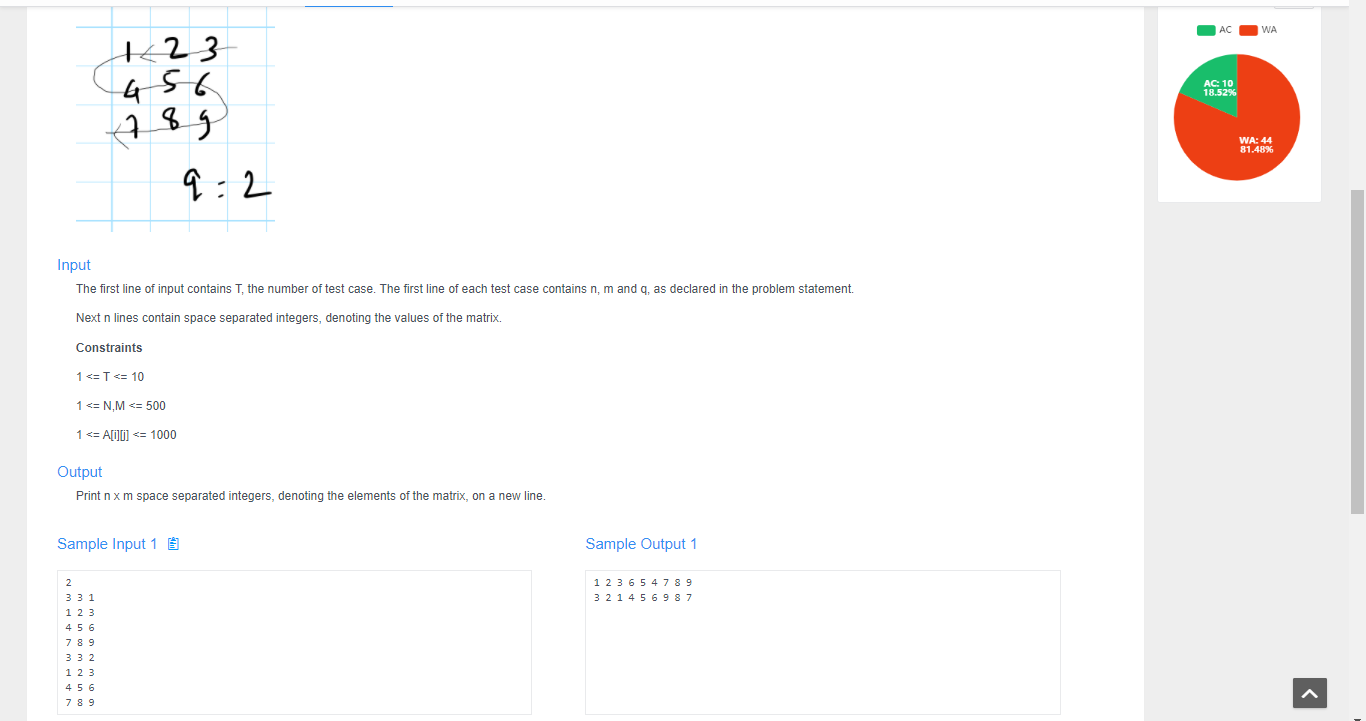 1 2 3
4 5 6
7 8 9
q : 2
AC WA
AC: 10
18.52%
WA: 44
81.48%
Input
The first line of input contains T, the number of test case. The first line of each test case contains n, m and q, as declared in the problem statement.
Next n lines contain space separated integers, denoting the values of the matrix.
Constraints
1 <= T <= 10
1 <= N,M <= 500
1 <= A[i][j] <= 1000
Output
Print n x m space separated integers, denoting the elements of the matrix, on a new line.
Sample Input 1
2
3 3 1
1 2 3
4 5 6
7 8 9
3 3 2
1 2 3
4 5 6
7 8 9
Sample Output 1
1 2 3 6 5 4 7 8 9
3 2 1 4 5 6 9 8 7